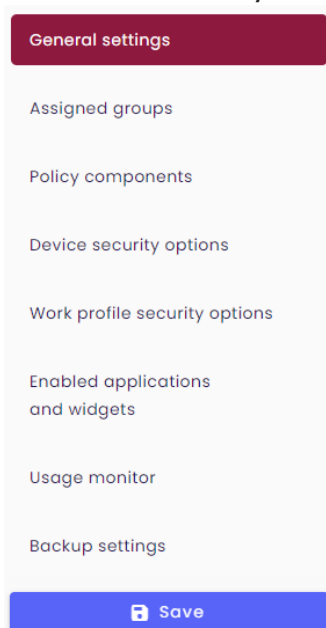 General settings
Assigned groups
Policy components
Device security options
Work profile security options
Enabled applications
and widgets
Usage monitor
Backup settings
Save